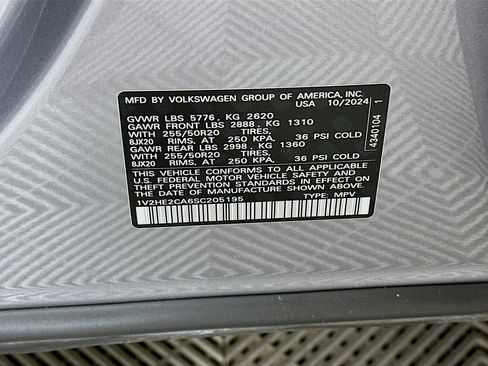 MFD BY VOLKSWAGEN GROUP OF AMERICA, INC.
USA 10/2024
GVWR LBS 5776, KG 2620
GAWR FRONT LBS 2888, KG 1310
WITH 255/50R20 TIRES,
8JX20 RIMS, AT 250 KPA, 36 PSI COLD
GAWR REAR LBS 2998, KG 1360
WITH 255/50R20 TIRES,
8JX20 RIMS, AT 250 KPA, 36 PSI COLD
THIS VEHICLE CONFORMS TO ALL APPLICABLE
U.S. FEDERAL MOTOR VEHICLE SAFETY AND
THEFT PREVENTION STANDARDS IN EFFECT ON
THE DATE OF MANUFACTURE SHOWN ABOVE.
1V2HE2CA6SC205195 TYPE: MPV
4340104 1